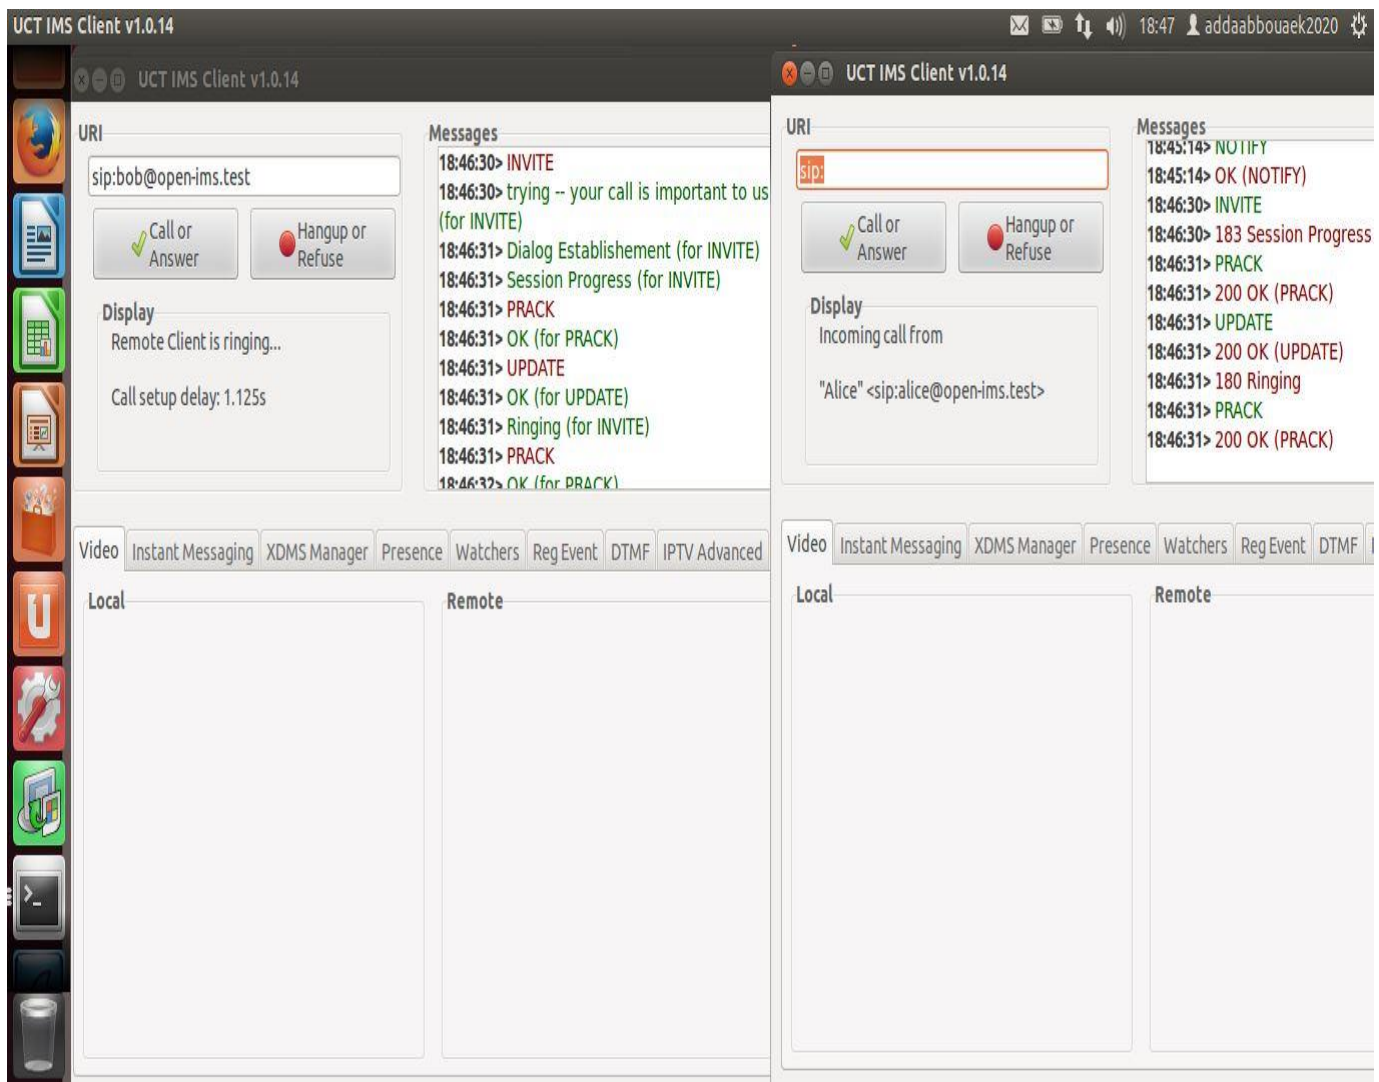 UCT IMS Client v1.0.14
18:47 addaabbouaek2020
UCT IMS Client v1.0.14
URI
sip:bob@open-ims.test
Call or
Answer
Hangup or
Refuse
Display
Remote Client is ringing...
Call setup delay: 1.125s
Messages
18:46:30> INVITE
18:46:30> trying -- your call is important to us
(for INVITE)
18:46:31> Dialog Establishement (for INVITE)
18:46:31> Session Progress (for INVITE)
18:46:31> PRACK
18:46:31> OK (for PRACK)
18:46:31> UPDATE
18:46:31> OK (for UPDATE)
18:46:31> Ringing (for INVITE)
18:46:31> PRACK
18:46:32> OK (for PRACK)
Video Instant Messaging XDMS Manager Presence Watchers Reg Event DTMF IPTV Advanced
Local
Remote
UCT IMS Client v1.0.14
URI
sip:
Call or
Answer
Hangup or
Refuse
Display
Incoming call from
"Alice" <sip:alice@open-ims.test>
Messages
18:45:14> NOTIFY
18:45:14> OK (NOTIFY)
18:46:30> INVITE
18:46:30> 183 Session Progress
18:46:31> PRACK
18:46:31> 200 OK (PRACK)
18:46:31> UPDATE
18:46:31> 200 OK (UPDATE)
18:46:31> 180 Ringing
18:46:31> PRACK
18:46:31> 200 OK (PRACK)
Video Instant Messaging XDMS Manager Presence Watchers Reg Event DTMF
Local
Remote